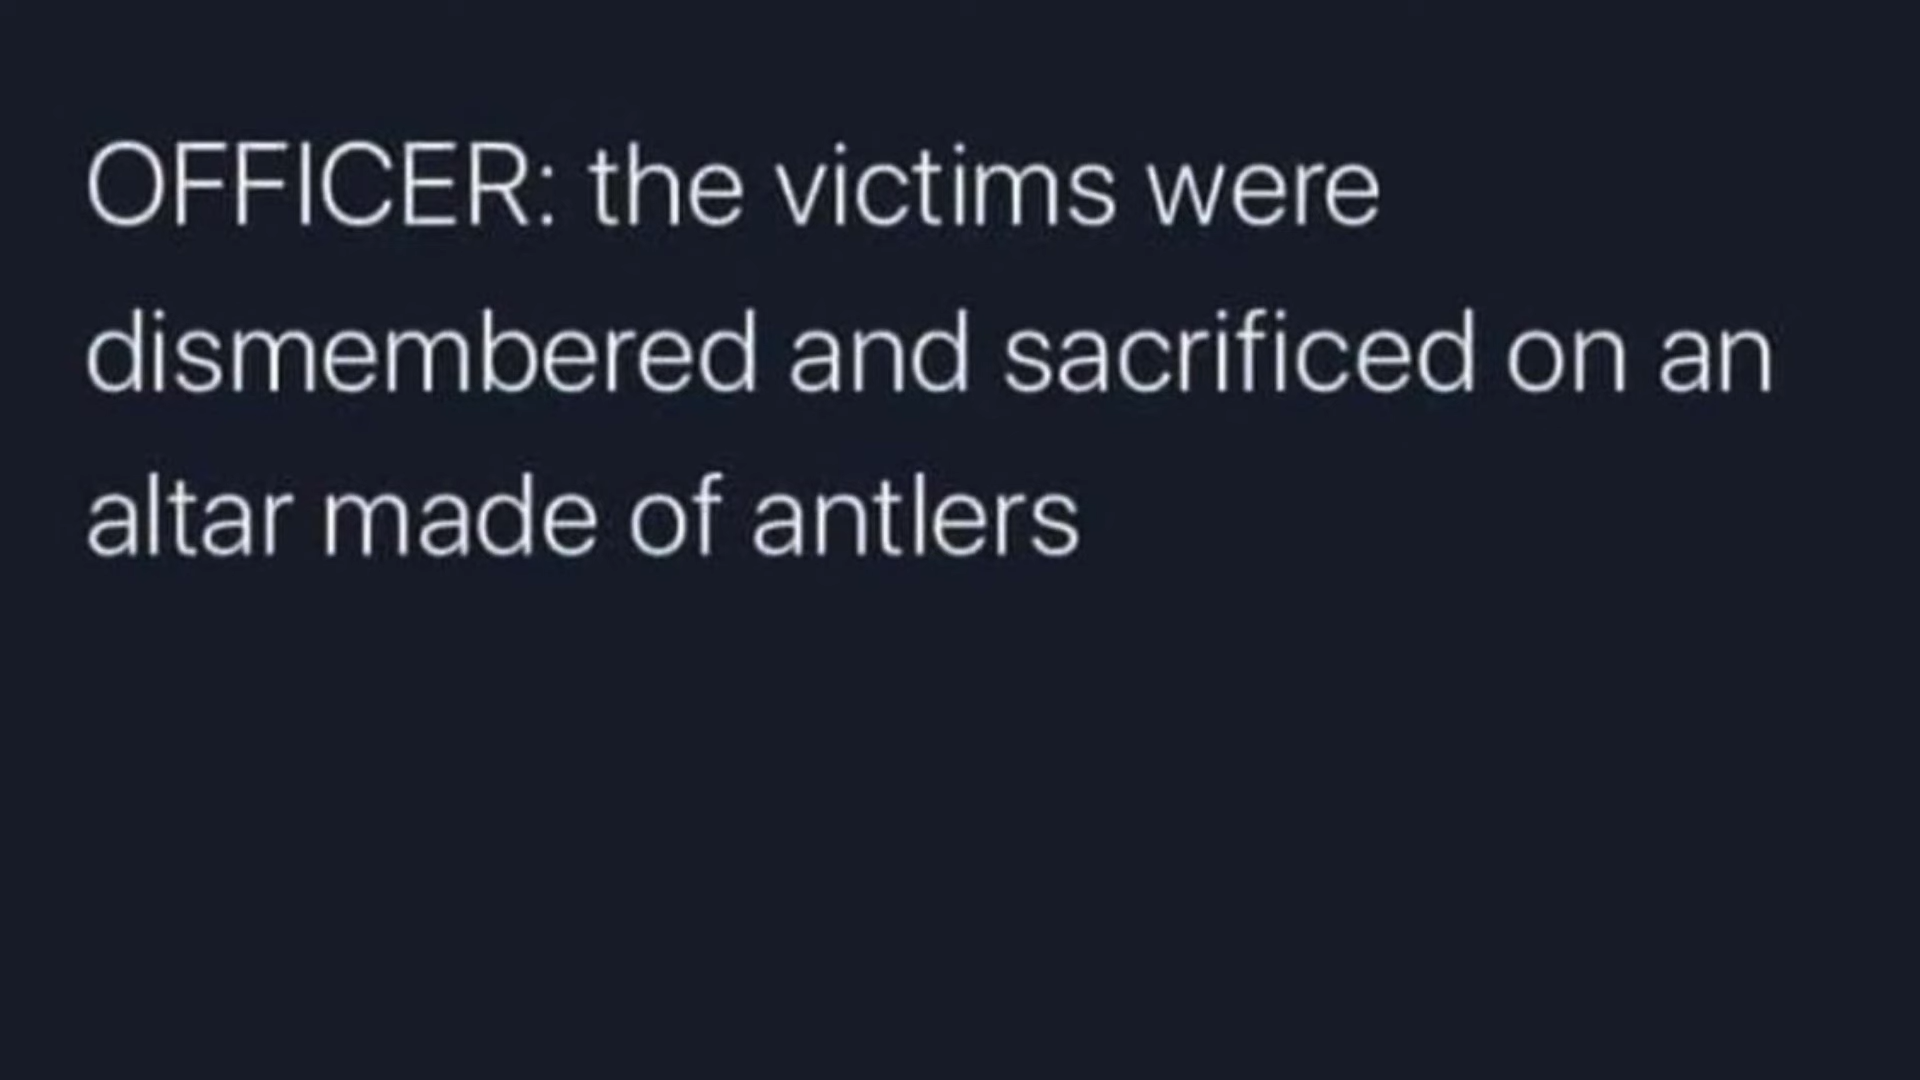 OFFICER: the victims were
dismembered and sacrificed on an
altar made of antlers